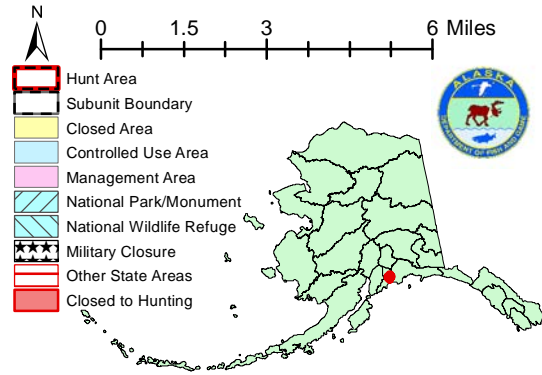 N
0 1.5 3 6 Miles
Hunt Area
Subunit Boundary
Closed Area
Controlled Use Area
Management Area
National Park/Monument
National Wildlife Refuge
Military Closure
Other State Areas
Closed to Hunting
ALASKA
DEPARTMENT OF FISH AND GAME